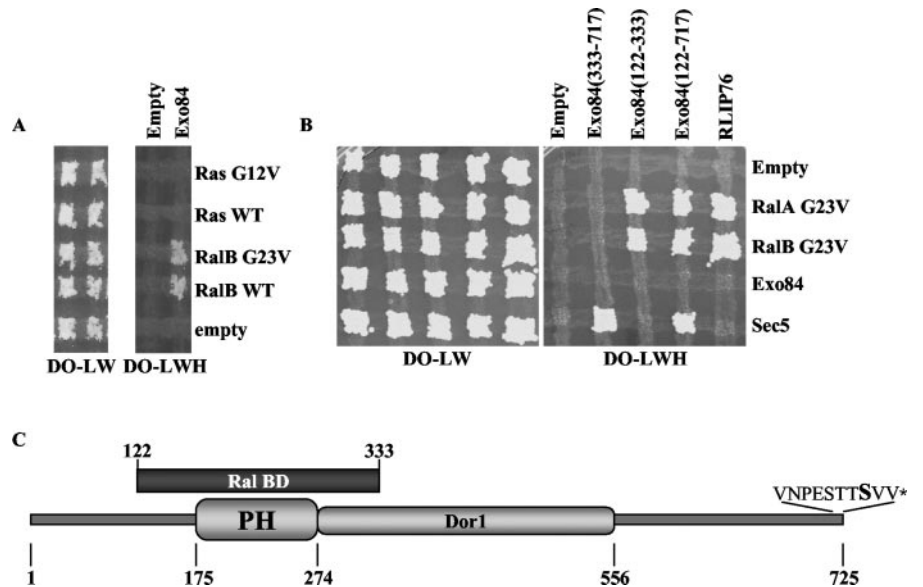 A
Empty
Exo84
Ras G12V
Ras WT
RalB G23V
RalB WT
empty
DO-LW
DO-LWH
B
Empty
Exo84(333-717)
Exo84(122-333)
Exo84(122-717)
RLIP76
Empty
RalA G23V
RalB G23V
Exo84
Sec5
DO-LW
DO-LWH
C
122
333
Ral BD
VNPESTTSVV*
PH
Dor1
1
175
274
556
725